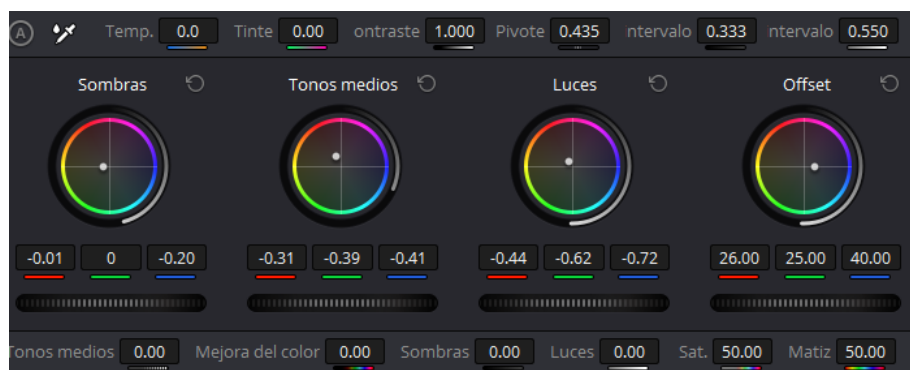 A Temp. 0.0 Tinte 0.00 ontraste 1.000 Pivote 0.435 ntervalo 0.333 ntervalo 0.550
Sombras Tonos medios Luces Offset
-0.01 0 -0.20 -0.31 -0.39 -0.41 -0.44 -0.62 -0.72 26.00 25.00 40.00
Tonos medios 0.00 Mejora del color 0.00 Sombras 0.00 Luces 0.00 Sat. 50.00 Matiz 50.00